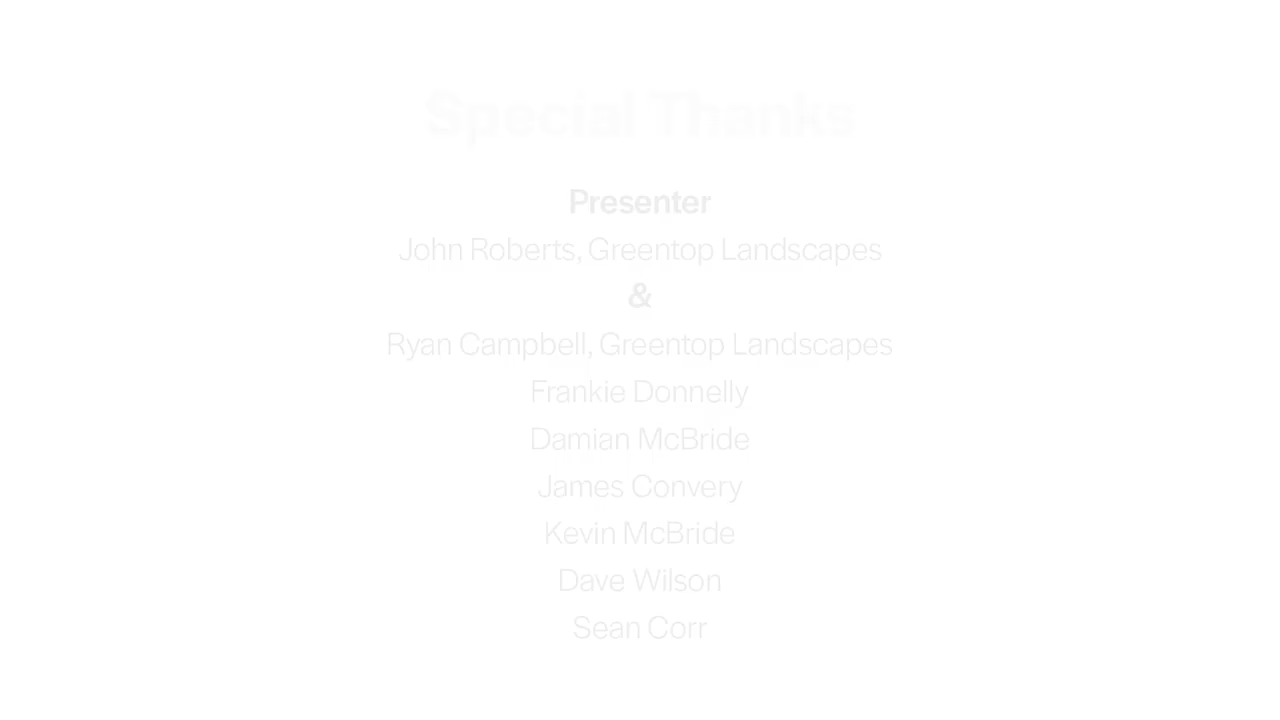 Special Thanks
Presenter
John Roberts, Greentop Landscapes
&
Ryan Campbell, Greentop Landscapes
Frankie Donnelly
Damian McBride
James Convery
Kevin McBride
Dave Wilson
Sean Corr